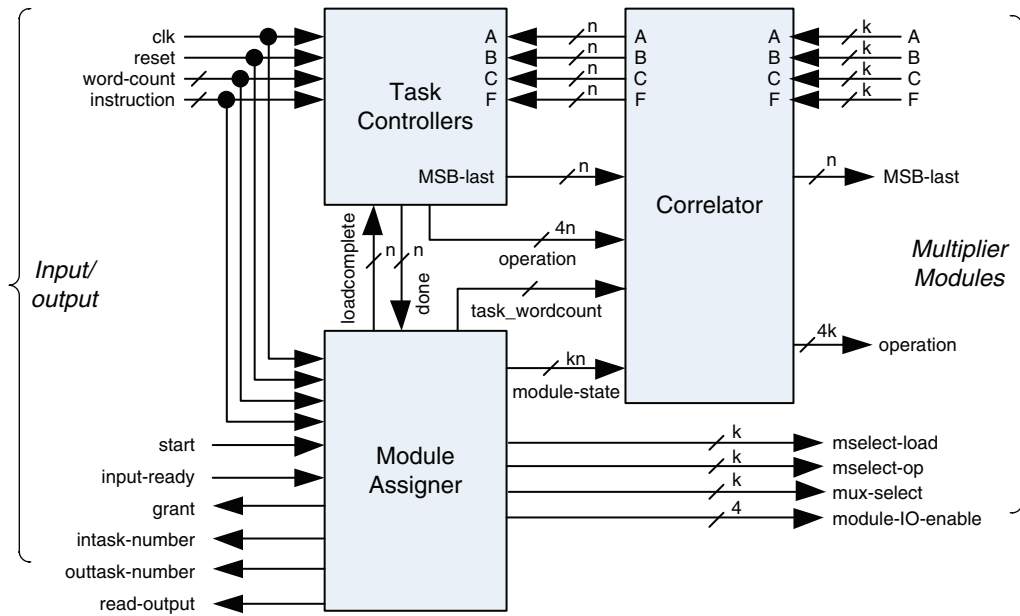 clk
reset
word-count
instruction
A
B
C
F
Task
Controllers
MSB-last
n
n
n
n
n
A
B
C
F
Correlator
A
B
C
F
k
k
k
k
A
B
C
F
n
MSB-last
4n
operation
loadcomplete
n
n
done
task_wordcount
kn
module-state
4k
operation
Input/
output
Multiplier
Modules
Module
Assigner
start
input-ready
grant
intask-number
outtask-number
read-output
k
mselect-load
k
mselect-op
k
mux-select
4
module-IO-enable